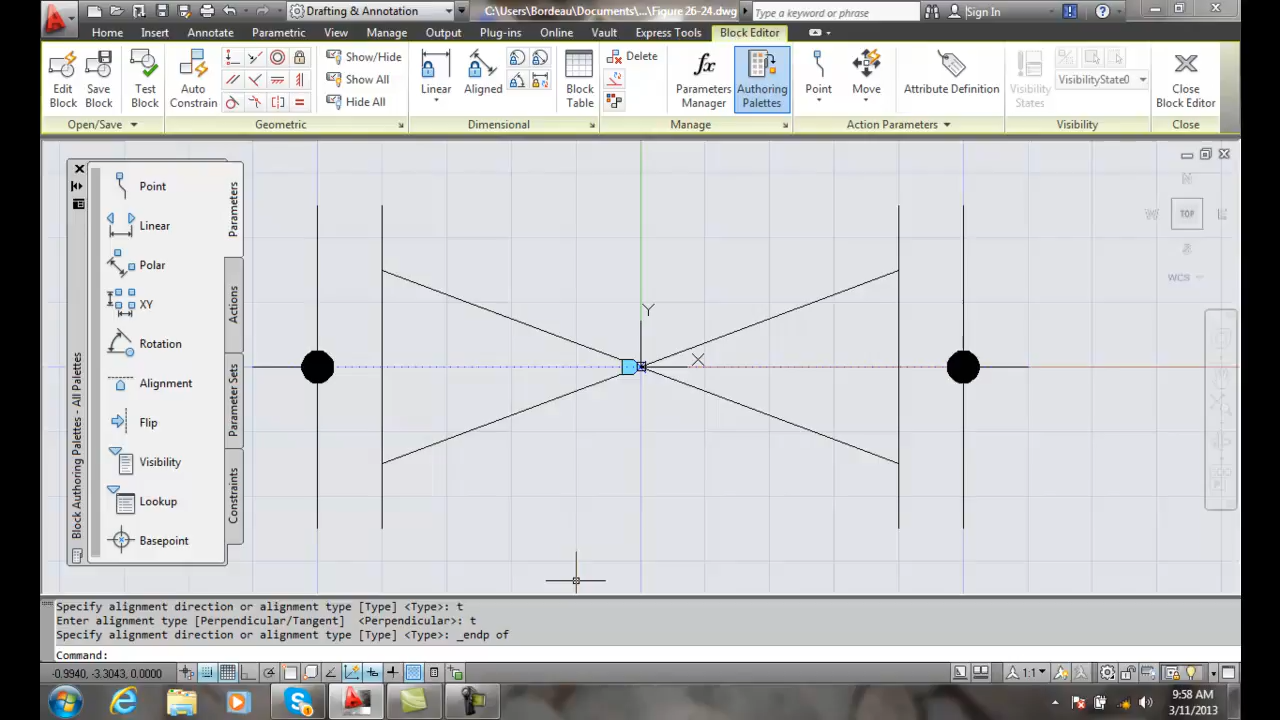 Drafting & Annotation
C:\Users\Bordeau\Documents\...\Figure 26-24.dwg
Type a keyword or phrase
Sign In
Home Insert Annotate Parametric View Manage Output Plug-ins Online Vault Express Tools Block Editor
Edit Block
Save Block
Test Block
Auto Constrain
Show/Hide
Show All
Hide All
Linear
Aligned
Block Table
Delete
Parameters Manager
Authoring Palettes
Point
Move
Attribute Definition
Visibility States
VisibilityState0
Close Block Editor
Open/Save
Geometric
Dimensional
Manage
Action Parameters
Visibility
Close
Point
Linear
Polar
XY
Rotation
Alignment
Flip
Visibility
Lookup
Basepoint
Parameters
Actions
Parameter Sets
Constraints
Block Authoring Palettes - All Palettes
Y
X
N
W
TOP
E
S
WCS
Specify alignment direction or alignment type [Type] <Type>: t
Enter alignment type [Perpendicular/Tangent] <Perpendicular>: t
Specify alignment direction or alignment type [Type] <Type>: _endp of
Command:
-0.9940, -3.3043, 0.0000
1:1
9:58 AM
3/11/2013